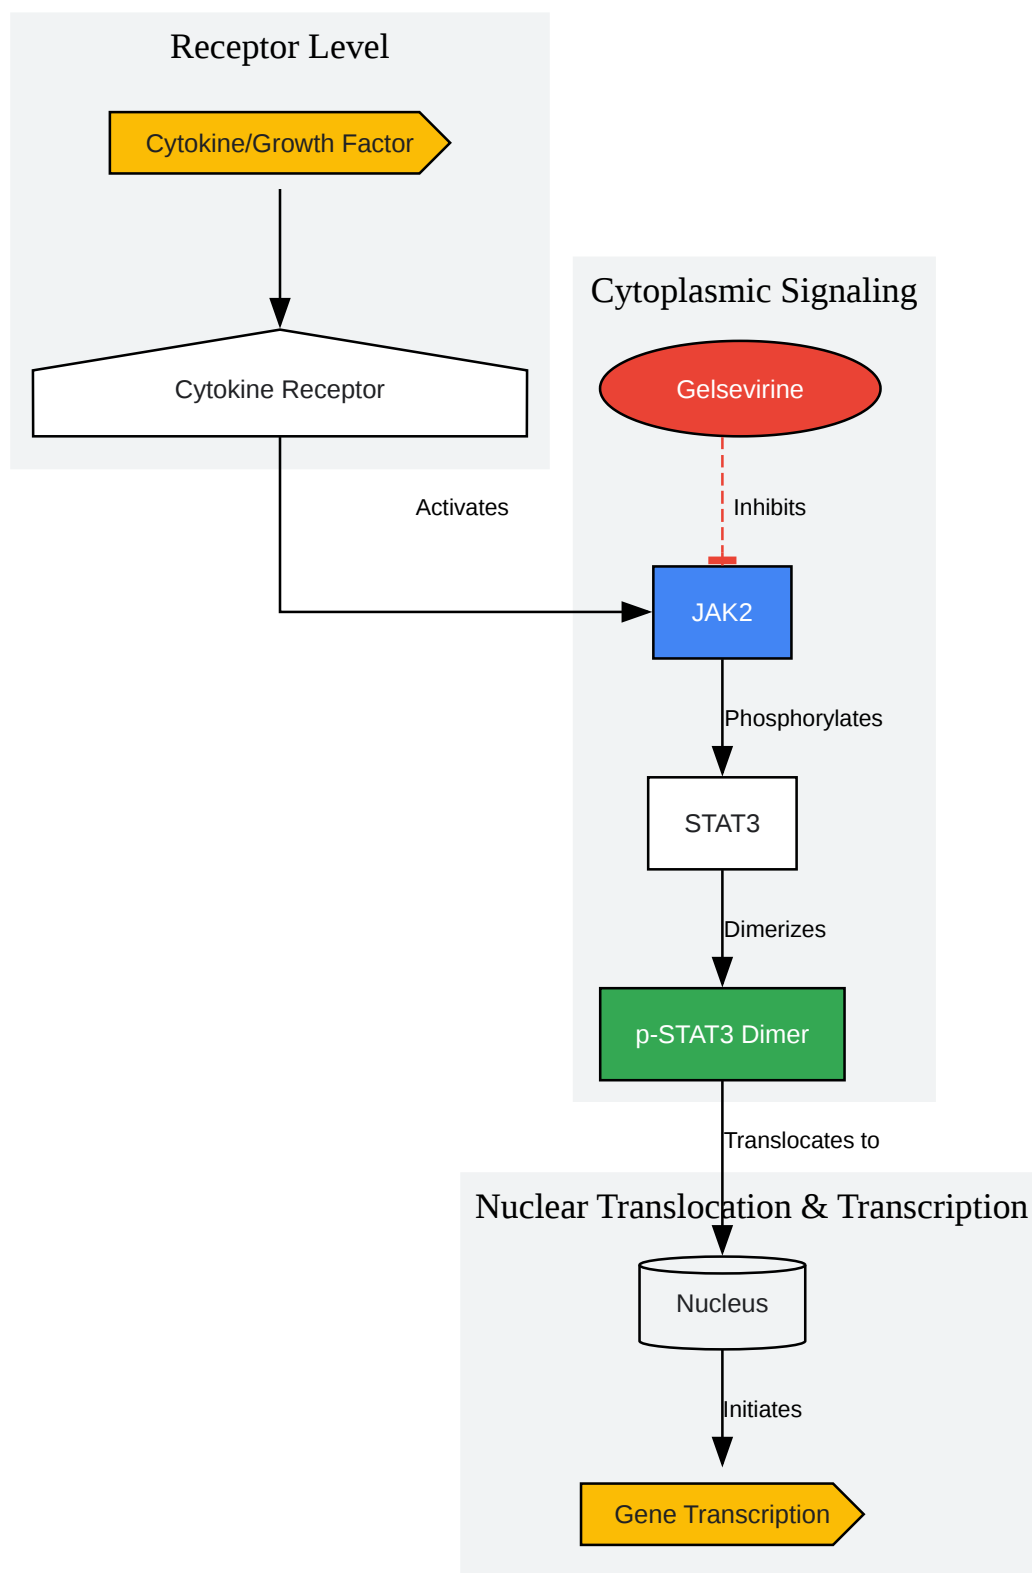 Receptor Level
Cytokine/Growth Factor
Cytokine Receptor
Activates
Cytoplasmic Signaling
Gelsevirine
Inhibits
JAK2
Phosphorylates
STAT3
Dimerizes
p-STAT3 Dimer
Translocates to
Nuclear Translocation & Transcription
Nucleus
Initiates
Gene Transcription